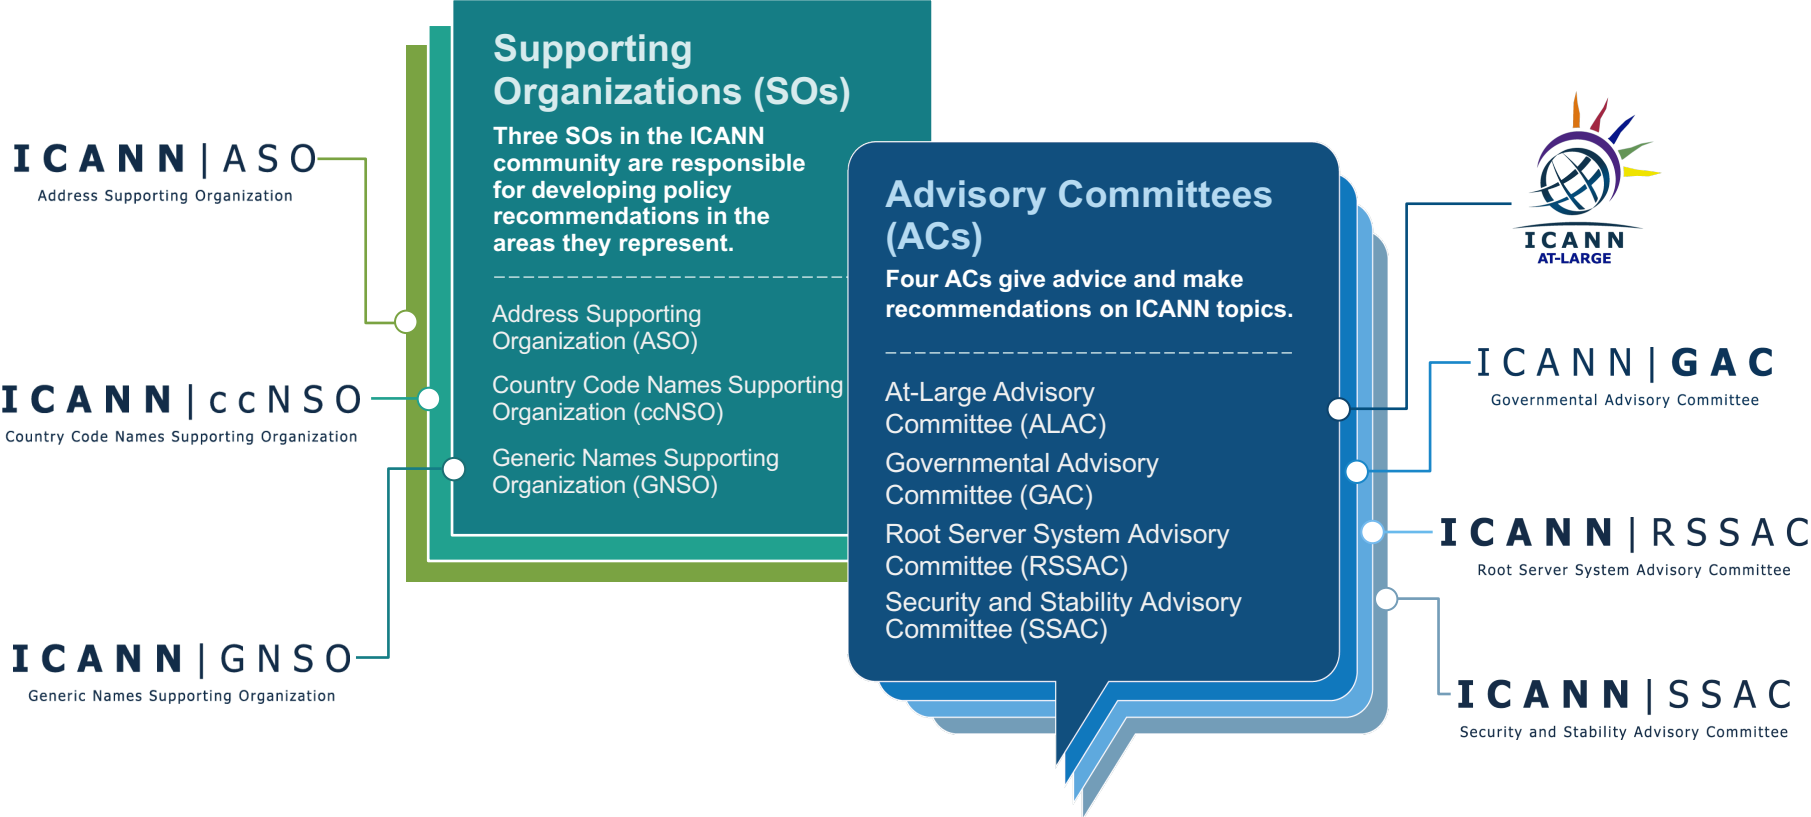 Supporting
Organizations (SOs)
Three SOs in the ICANN
community are responsible
for developing policy
recommendations in the
areas they represent.
Address Supporting
Organization (ASO)
Country Code Names Supporting
Organization (ccNSO)
Generic Names Supporting
Organization (GNSO)
ICANN|ASO
Address Supporting Organization
ICANN|ccNSO
Country Code Names Supporting Organization
ICANN|GNSO
Generic Names Supporting Organization
Advisory Committees
(ACs)
Four ACs give advice and make
recommendations on ICANN topics.
At-Large Advisory
Committee (ALAC)
Governmental Advisory
Committee (GAC)
Root Server System Advisory
Committee (RSSAC)
Security and Stability Advisory
Committee (SSAC)
ICANN
AT-LARGE
ICANN|GAC
Governmental Advisory Committee
ICANN|RSSAC
Root Server System Advisory Committee
ICANN|SSAC
Security and Stability Advisory Committee